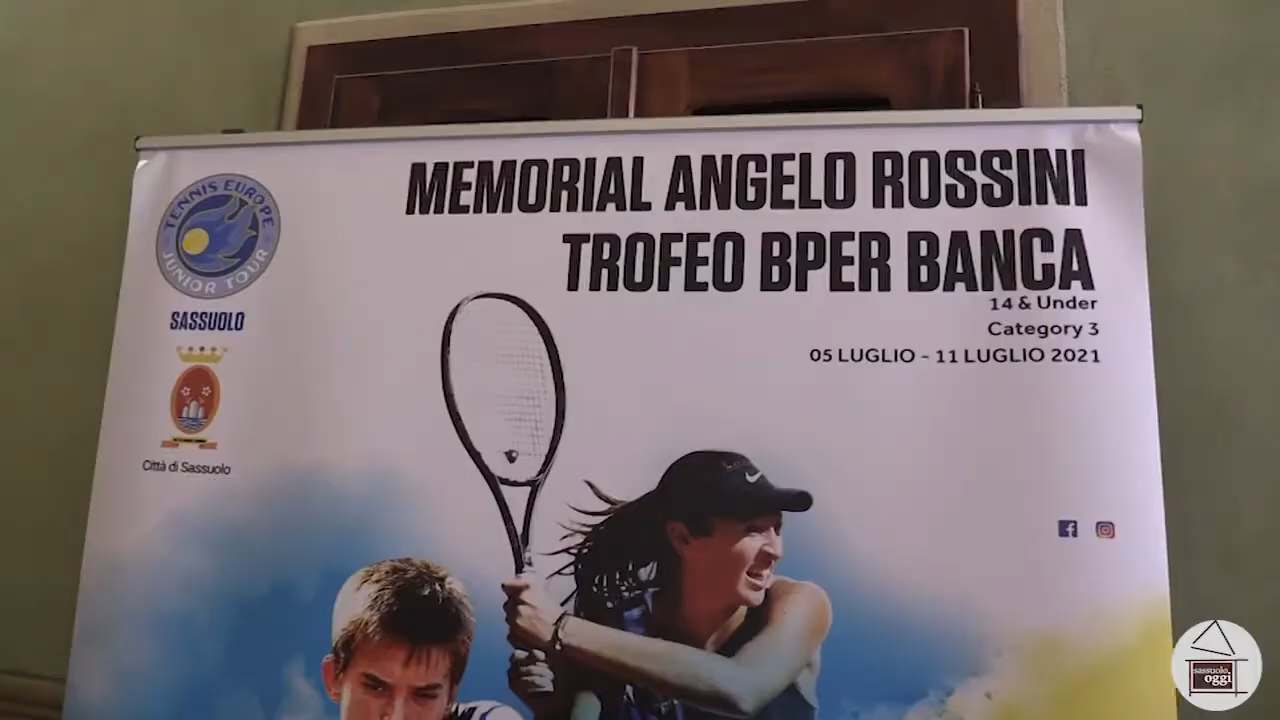 MEMORIAL ANGELO ROSSINI
TROFEO BPER BANCA
14 & Under
Category 3
05 LUGLIO - 11 LUGLIO 2021
TENNIS EUROPE
JUNIOR TOUR
SASSUOLO
Città di Sassuolo
sassuolo
oggi